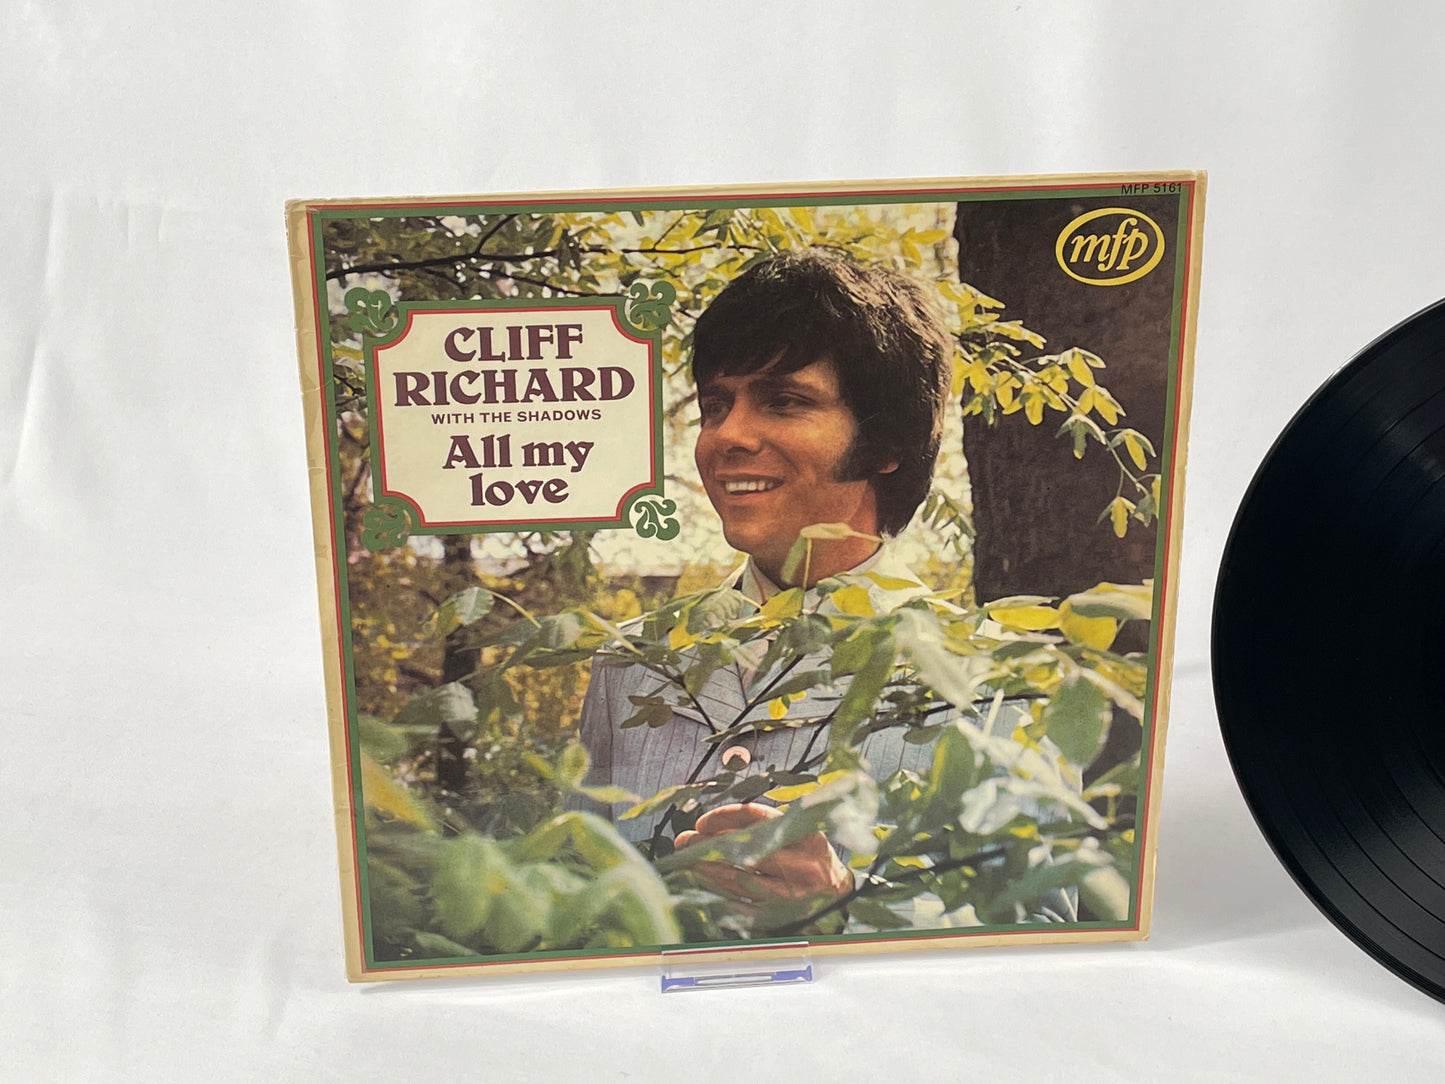 MFP 5161
mfp
CLIFF
RICHARD
WITH THE SHADOWS
All my
love